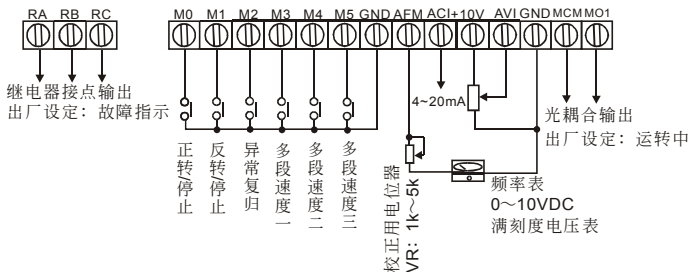 RA RB RC
M0 M1 M2 M3 M4 M5 GND AFM ACI +10V AVI GND MCM MO1
继电器接点输出
出厂设定：故障指示
4~20mA
光耦合输出
出厂设定：运转中
正转/停止
反转/停止
异常复归
多段速度一
多段速度二
多段速度三
校正用电位器
VR：1k～5k
频率表
0～10VDC
满刻度电压表